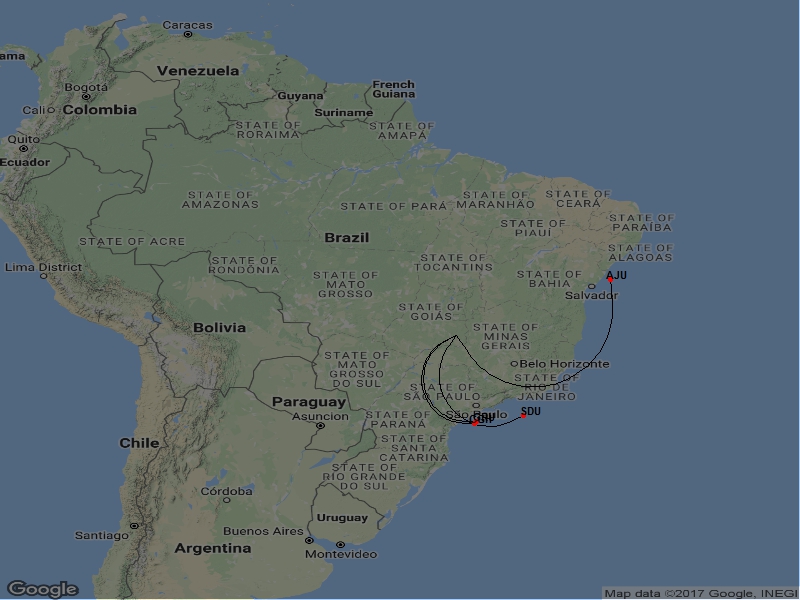 Caracas
ama
Venezuela
Bogotá
Colombia
Cali
Guyana
French
Guiana
Suriname
STATE OF
RORAIMA
STATE OF
AMAPÁ
Quito
Ecuador
STATE OF
AMAZONAS
STATE OF PARÁ
STATE OF
MARANHÃO
STATE OF
CEARÁ
STATE OF
PIAUÍ
STATE OF
PARAÍBA
STATE OF ACRE
Brazil
STATE OF
ALAGOAS
Lima District
STATE OF
RONDÔNIA
STATE OF
MATO
GROSSO
STATE OF
TOCANTINS
STATE OF
BAHIA
AJU
Salvador
STATE OF
GOIÁS
Bolivia
STATE OF
MINAS
GERAIS
STATE OF
MATO
GROSSO
DO SUL
Belo Horizonte
STATE OF
RIO DE
JANEIRO
STATE OF
SÃO PAULO
Paraguay
Asuncion
São Paulo
SDU
STATE OF
PARANÁ
Chile
STATE OF
SANTA
CATARINA
STATE OF
RIO GRANDE
DO SUL
Córdoba
Uruguay
Santiago
Buenos Aires
Argentina
Montevideo
Google
Map data ©2017 Google, INEGI